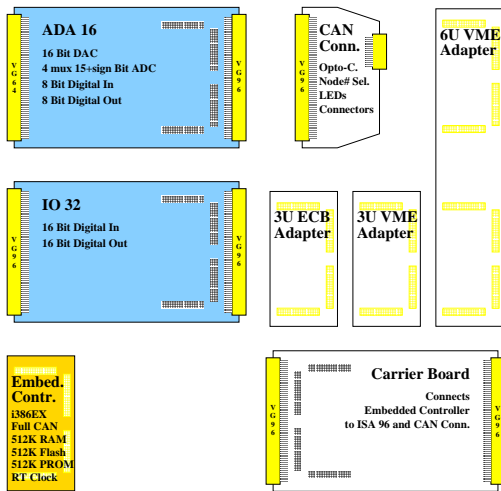 ADA 16
16 Bit DAC
4 mux 15+sign Bit ADC
8 Bit Digital In
8 Bit Digital Out
VG64
VG96
CAN
Conn.
Opto-C.
Node# Sel.
LEDs
Connectors
VG96
6U VME
Adapter
IO 32
16 Bit Digital In
16 Bit Digital Out
VG96
VG96
3U ECB
Adapter
3U VME
Adapter
Embed.
Contr.
i386EX
Full CAN
512K RAM
512K Flash
512K PROM
RT Clock
Carrier Board
Connects
Embedded Controller
to ISA 96 and CAN Conn.
VG96
VG96